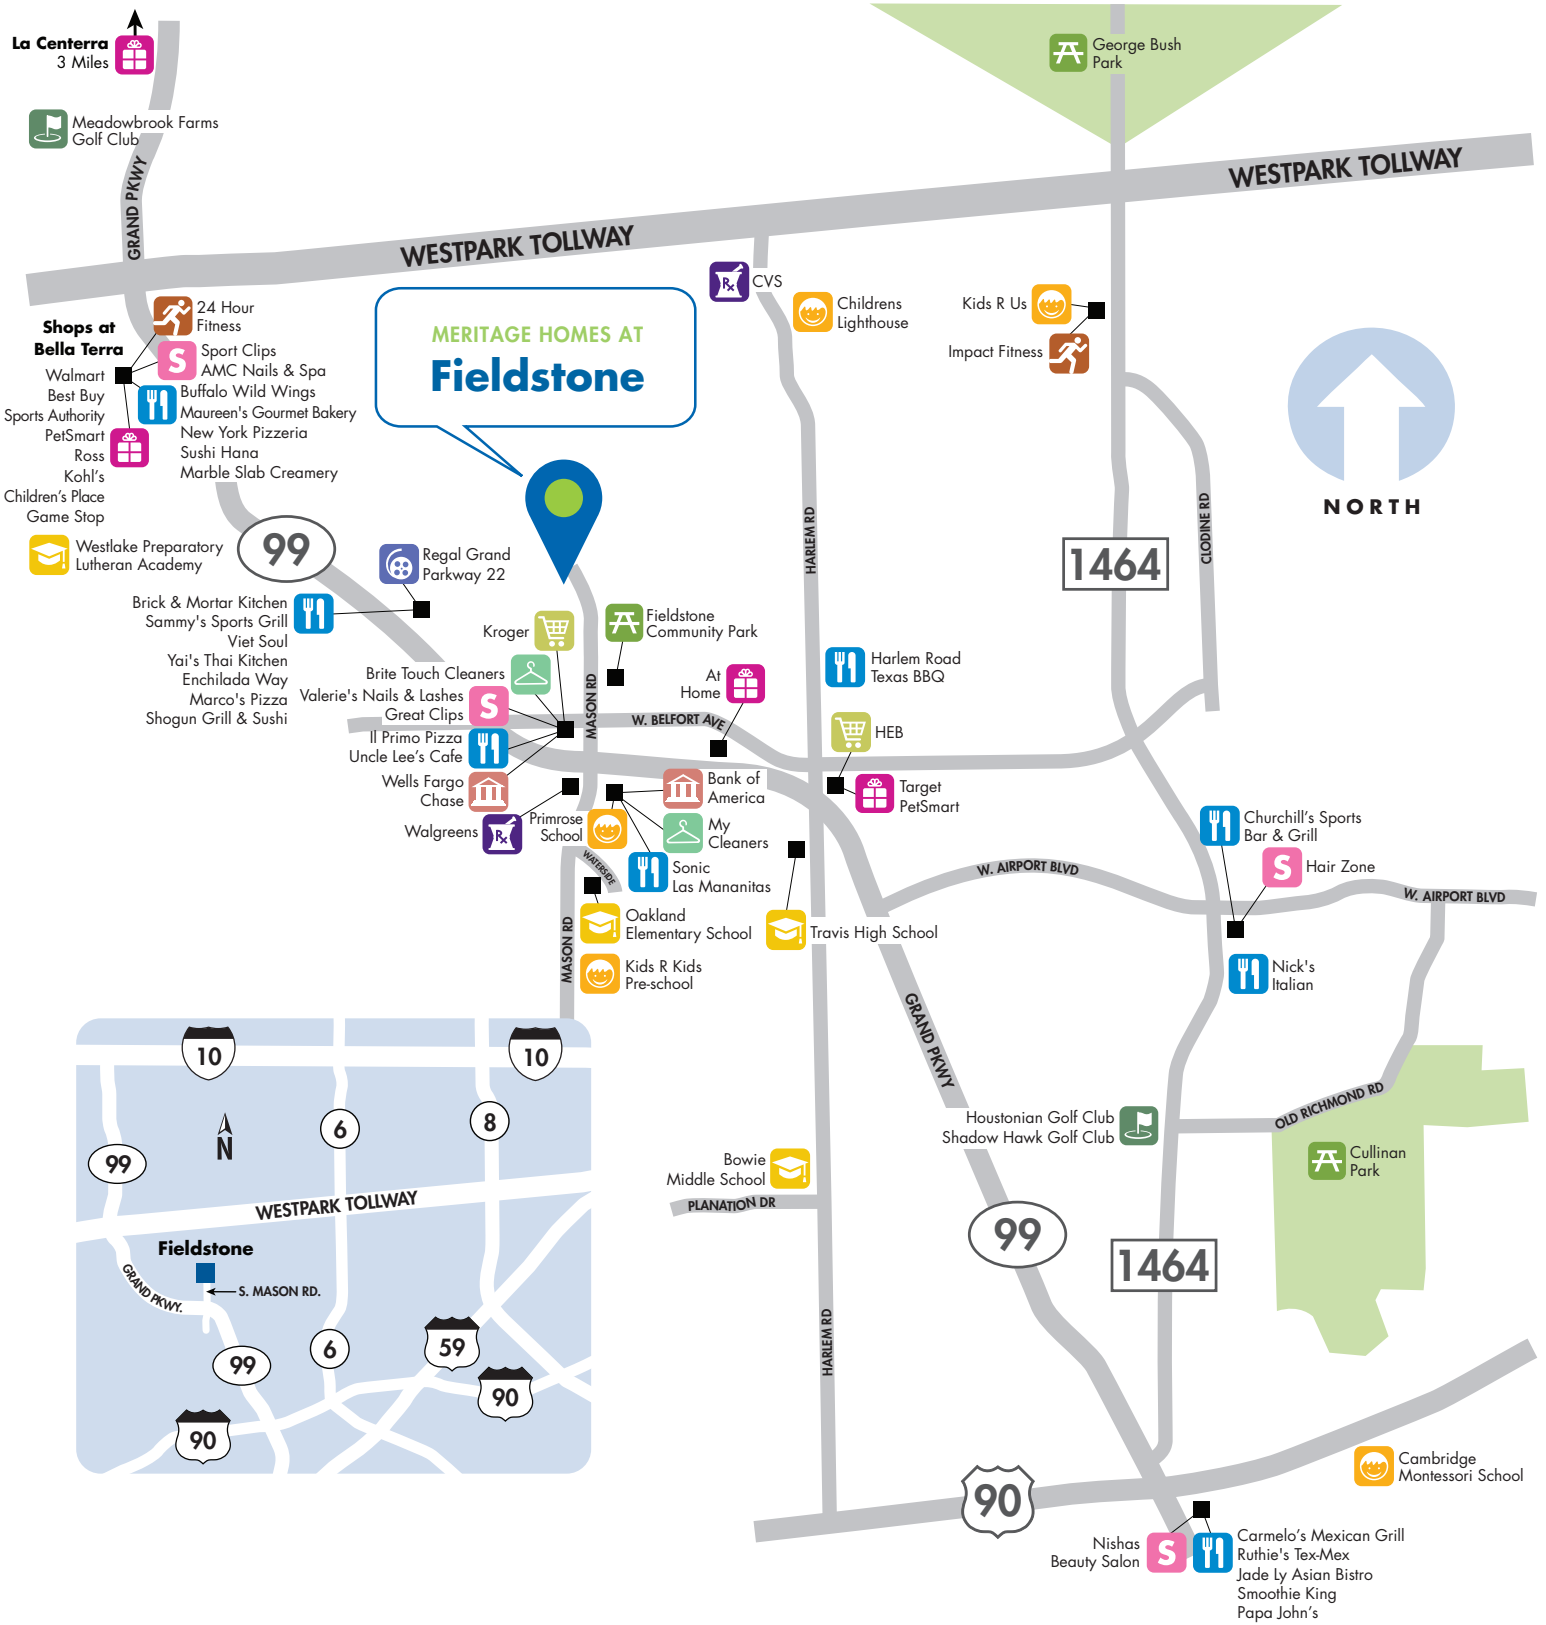 La Centerra
3 Miles
George Bush
Park
Meadowbrook Farms
Golf Club
GRAND PKWY
WESTPARK TOLLWAY
WESTPARK TOLLWAY
CVS
Childrens
Lighthouse
Kids R Us
Impact Fitness
24 Hour
Fitness
Shops at
Bella Terra
Walmart
Best Buy
Sports Authority
PetSmart
Ross
Kohl's
Children's Place
Game Stop
S
Sport Clips
AMC Nails & Spa
Buffalo Wild Wings
Maureen's Gourmet Bakery
New York Pizzeria
Sushi Hana
Marble Slab Creamery
MERITAGE HOMES AT
Fieldstone
NORTH
HARLEM RD
CLODINE RD
1464
Westlake Preparatory
Lutheran Academy
99
Regal Grand
Parkway 22
Brick & Mortar Kitchen
Sammy's Sports Grill
Viet Soul
Yai's Thai Kitchen
Enchilada Way
Marco's Pizza
Shogun Grill & Sushi
Kroger
Fieldstone
Community Park
Brite Touch Cleaners
Valerie's Nails & Lashes
Great Clips
S
Il Primo Pizza
Uncle Lee's Cafe
Wells Fargo
Chase
Walgreens
Rx
Rx
MASON RD
W. BELFORT AVE
At
Home
Harlem Road
Texas BBQ
HEB
Target
PetSmart
Bank of
America
Primrose
School
My
Cleaners
Sonic
Las Mananitas
WATERSIDE
Oakland
Elementary School
MASON RD
Kids R Kids
Pre-school
Travis High School
W. AIRPORT BLVD
Churchill's Sports
Bar & Grill
S
Hair Zone
W. AIRPORT BLVD
Nick's
Italian
GRAND PKWY
Houstonian Golf Club
Shadow Hawk Golf Club
OLD RICHMOND RD
Cullinan
Park
Bowie
Middle School
PLANATION DR
99
1464
HARLEM RD
90
Cambridge
Montessori School
Nishas
Beauty Salon
S
Carmelo's Mexican Grill
Ruthie's Tex-Mex
Jade Ly Asian Bistro
Smoothie King
Papa John's
10
10
N
6
8
99
WESTPARK TOLLWAY
Fieldstone
S. MASON RD.
GRAND PKWY.
99
6
59
90
90